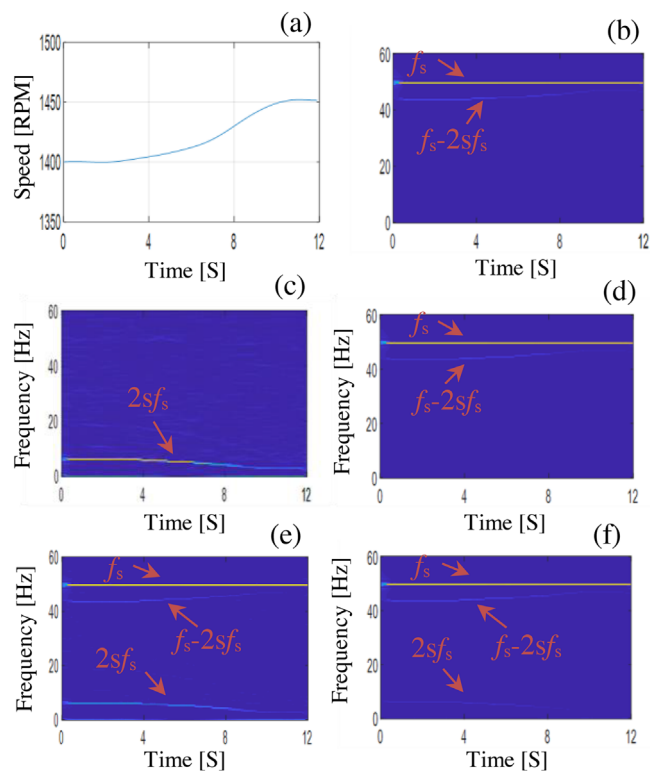 (a)
Speed [RPM]
1500
1450
1400
1350
0 4 8 12
Time [S]
(b)
60
40
20
0
fs
fs-2sfs
0 4 8 12
Time [S]
(c)
Frequency [Hz]
60
40
20
0
2sfs
0 4 8 12
Time [S]
(d)
Frequency [Hz]
60
40
20
0
fs
fs-2sfs
0 4 8 12
Time [S]
(e)
Frequency [Hz]
60
40
20
0
fs
fs-2sfs
2sfs
0 4 8 12
Time [S]
(f)
Frequency [Hz]
60
40
20
0
fs
2sfs
fs-2sfs
0 4 8 12
Time [S]